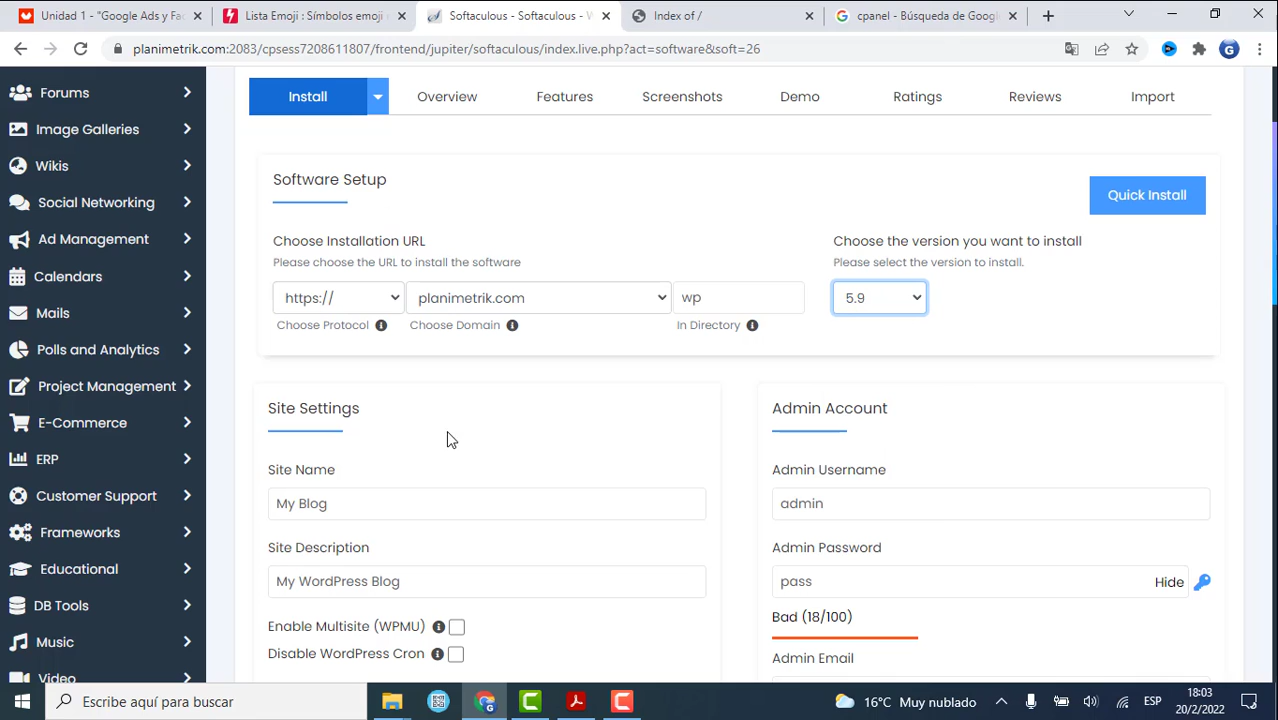 Unidad 1 - "Google Ads y Fac
Lista Emoji : Símbolos emoji
Softaculous - Softaculous - W
Index of /
cpanel - Búsqueda de Google
planimetrik.com:2083/cpsess7208611807/frontend/jupiter/softaculous/index.live.php?act=software&soft=26
G
Forums
Image Galleries
Wikis
Social Networking
Ad Management
Calendars
Mails
Polls and Analytics
Project Management
E-Commerce
ERP
Customer Support
Frameworks
Educational
DB Tools
Music
Video
Install
Overview
Features
Screenshots
Demo
Ratings
Reviews
Import
Software Setup
Quick Install
Choose Installation URL
Please choose the URL to install the software
https://
planimetrik.com
wp
Choose Protocol
Choose Domain
In Directory
Choose the version you want to install
Please select the version to install.
5.9
Site Settings
Site Name
My Blog
Site Description
My WordPress Blog
Enable Multisite (WPMU)
Disable WordPress Cron
Admin Account
Admin Username
admin
Admin Password
pass
Hide
Bad (18/100)
Admin Email
Escribe aquí para buscar
16°C Muy nublado
ESP
18:03
20/2/2022